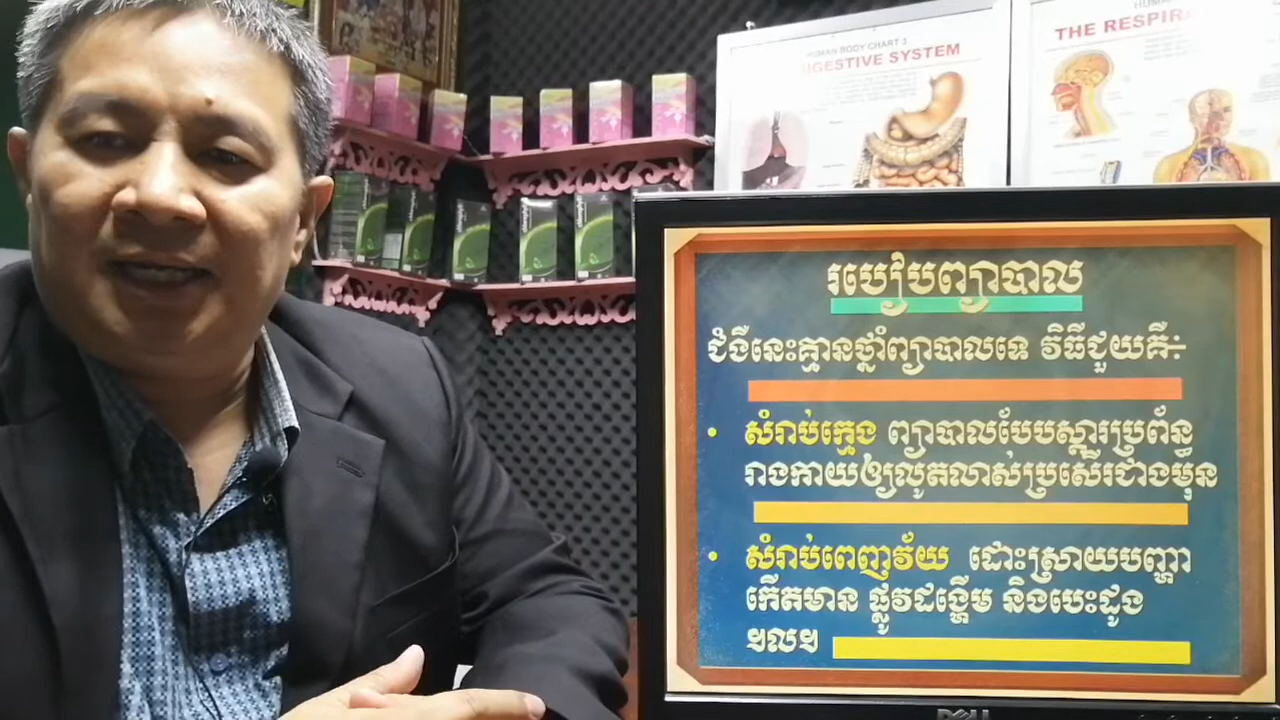 HUMAN BODY CHART 3
DIGESTIVE SYSTEM
HUMA
THE RESPIRA
របៀបព្យាបាល
ជំងឺនេះគ្មានថ្នាំព្យាបាលទេ វិធីជួយគឺ÷
• សំរាប់ក្មេង ព្យាបាលបែបស្តារប្រព័ន្ធ
រាងកាយឲ្យលូតលាស់ប្រសើរជាងមុន
• សំរាប់ពេញវ័យ ដោះស្រាយបញ្ហា
កើតមាន ផ្លូវដង្ហើម និងបេះដូង
ៗលៗ
DELL